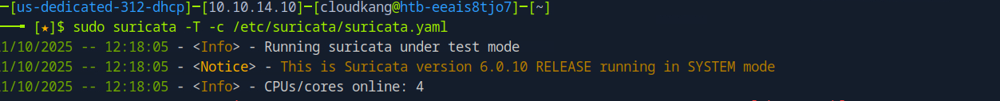 ─[us-dedicated-312-dhcp]─[10.10.14.10]─[cloudkang@htb-eeais8tjo7]─[~]
──╼ [★]$ sudo suricata -T -c /etc/suricata/suricata.yaml
1/10/2025 -- 12:18:05 - <Info> - Running suricata under test mode
1/10/2025 -- 12:18:05 - <Notice> - This is Suricata version 6.0.10 RELEASE running in SYSTEM mode
1/10/2025 -- 12:18:05 - <Info> - CPUs/cores online: 4